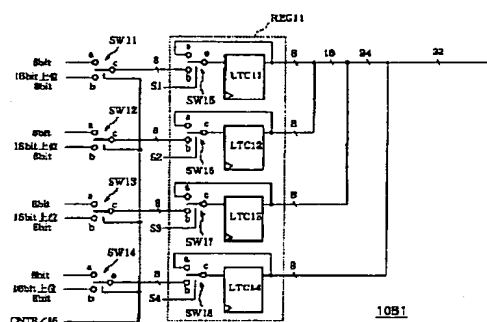 REG11
SW11
a
8bit
c
16bit上位
8bit
b
8
a
c
b
S1
SW15
LTC11
8
16
24
32
SW12
a
8bit
c
16bit上位
8bit
b
8
a
c
b
S2
SW16
LTC12
8
SW13
a
8bit
c
16bit上位
8bit
b
8
a
c
b
S3
SW17
LTC13
8
SW14
a
8bit
c
16bit上位
8bit
b
8
a
c
b
S4
SW18
LTC14
8
1051